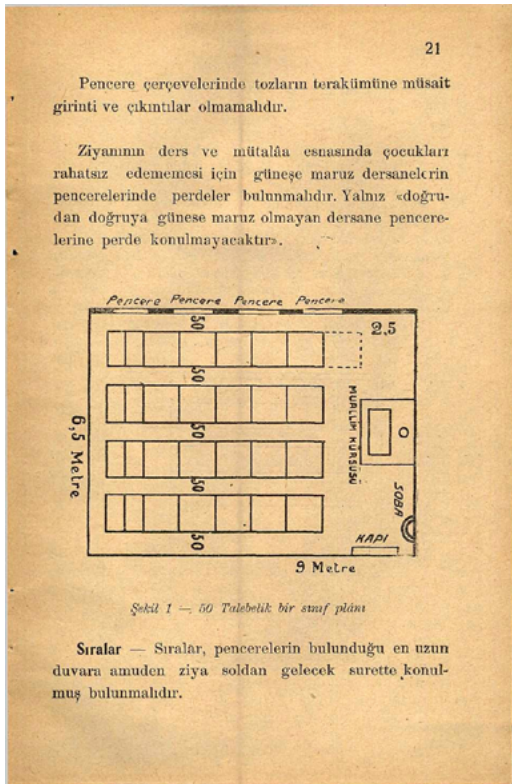 21
Pencere çerçevelerinde tozların terakümüne müsait
girinti ve çıkıntılar olmamalıdır.
Ziyanının ders ve mütalâa esnasında çocukları
rahatsız edememesi için güneşe maruz dersanelerin
pencerelerinde perdeler bulunmalıdır. Yalnız «doğru-
dan doğruya günese maruz olmayan dersane pencere-
lerine perde konulmayacaktır».
Pencere Pencere Pencere Pencere
50
2,5
50
50
50
50
MUALLİM KÜRSÜSÜ
SOBA
KAPI
6,5 Metre
9 Metre
Şekil 1 — 50 Talebelik bir sınıf plânı
Sıralar — Sıralar, pencerelerin bulunduğu en uzun
duvara amuden ziya soldan gelecek surette konul-
muş bulunmalıdır.